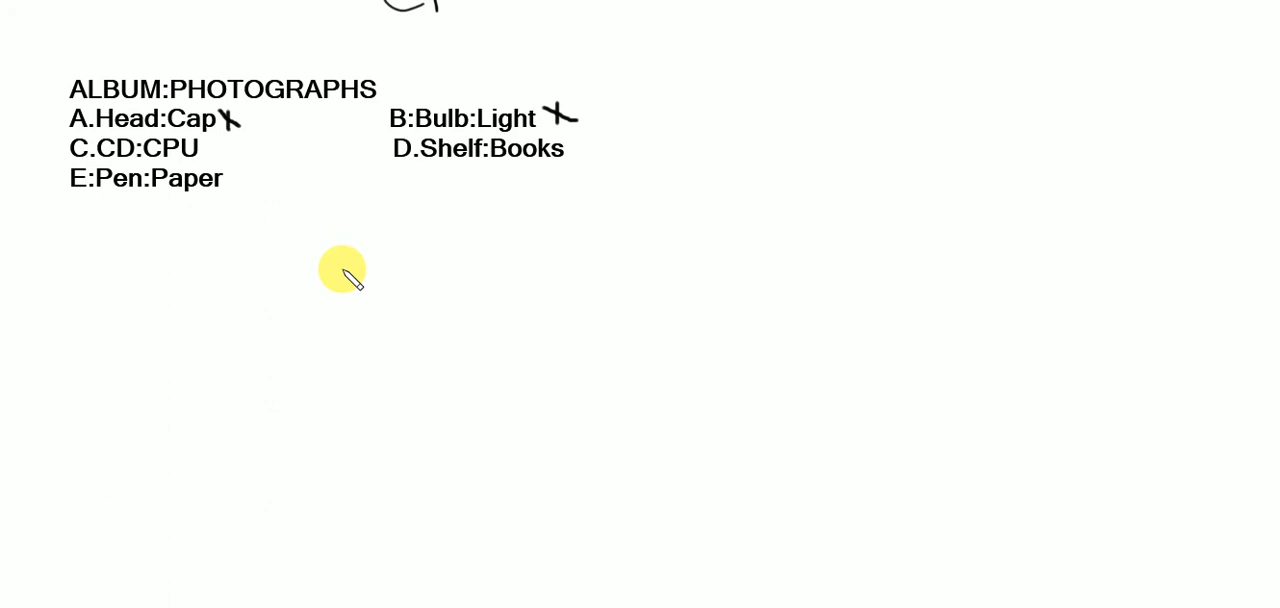 ALBUM:PHOTOGRAPHS
A.Head:Cap B:Bulb:Light
C.CD:CPU D.Shelf:Books
E:Pen:Paper